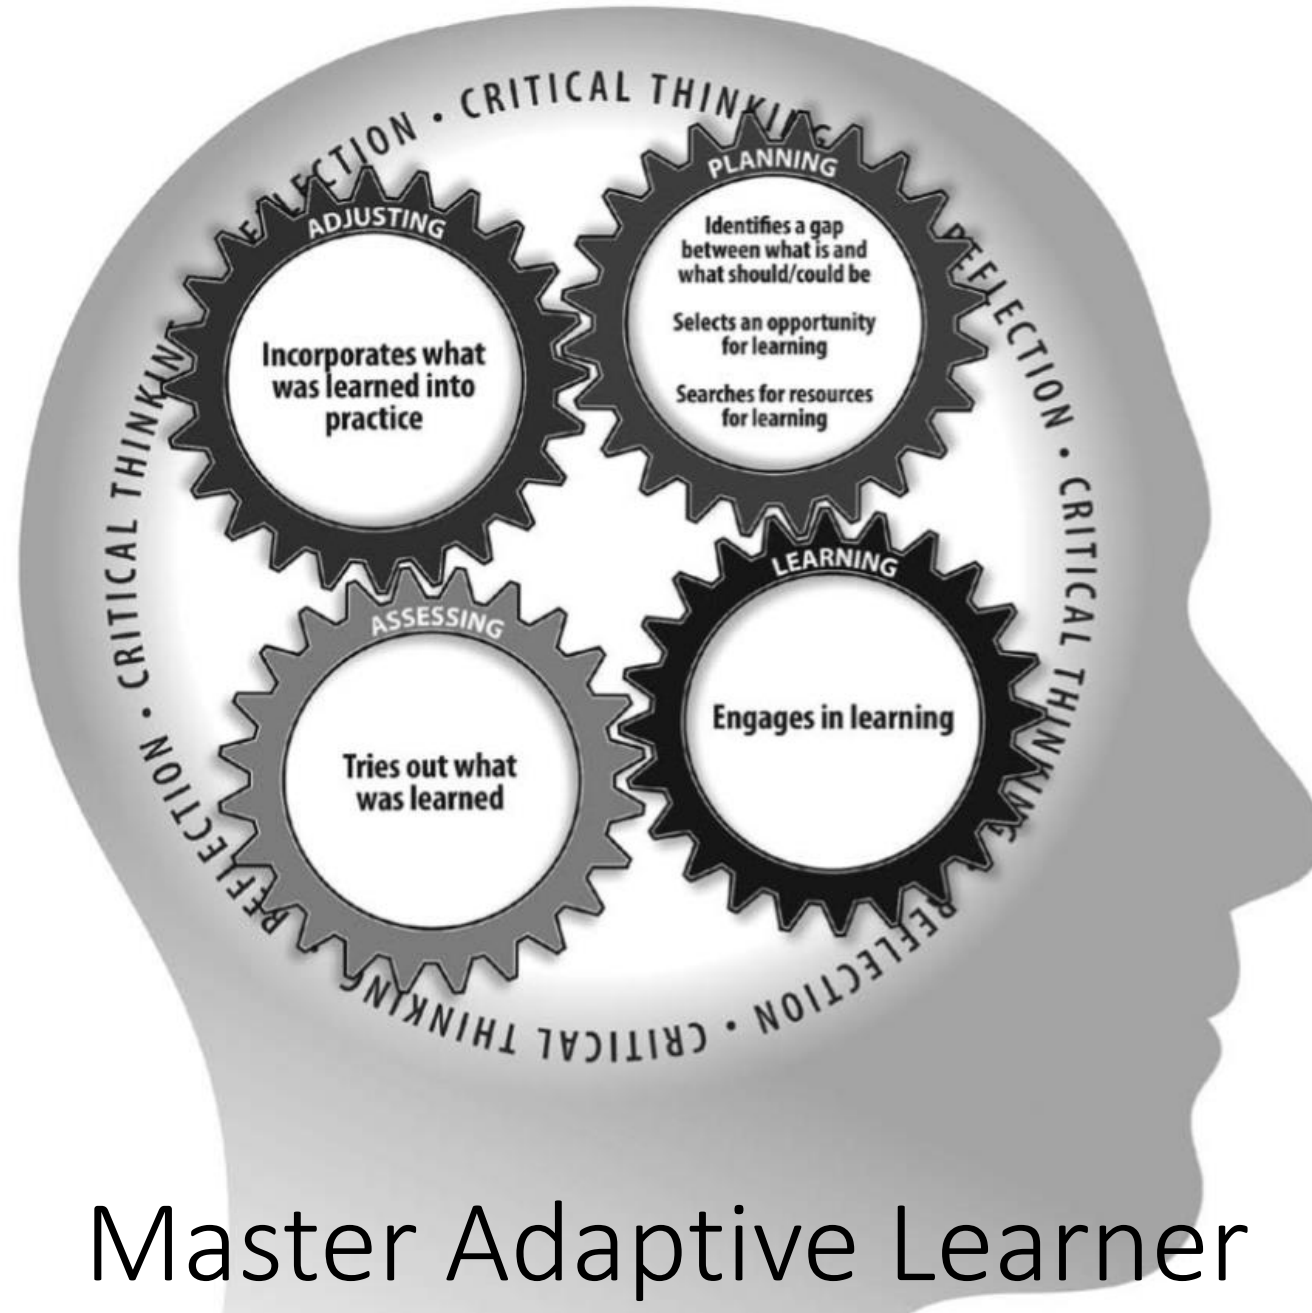 CRITICAL THINKING
REFLECTION • CRITICAL THINKING
REFLECTION • CRITICAL THINKING
REFLECTION • CRITICAL THINKING
PLANNING
Identifies a gap
between what is and
what should/could be
Selects an opportunity
for learning
Searches for resources
for learning
LEARNING
Engages in learning
ASSESSING
Tries out what
was learned
ADJUSTING
Incorporates what
was learned into
practice
Master Adaptive Learner